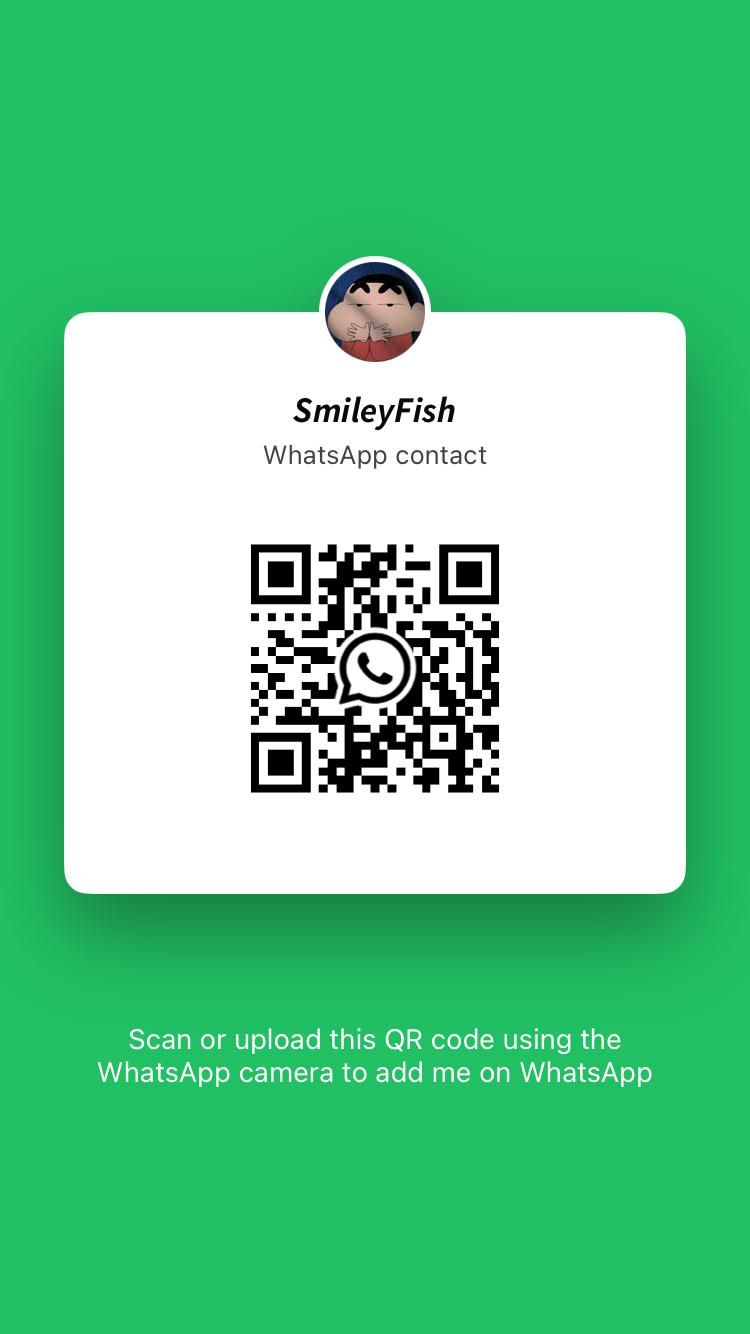 SmileyFish
WhatsApp contact
Scan or upload this QR code using the
WhatsApp camera to add me on WhatsApp